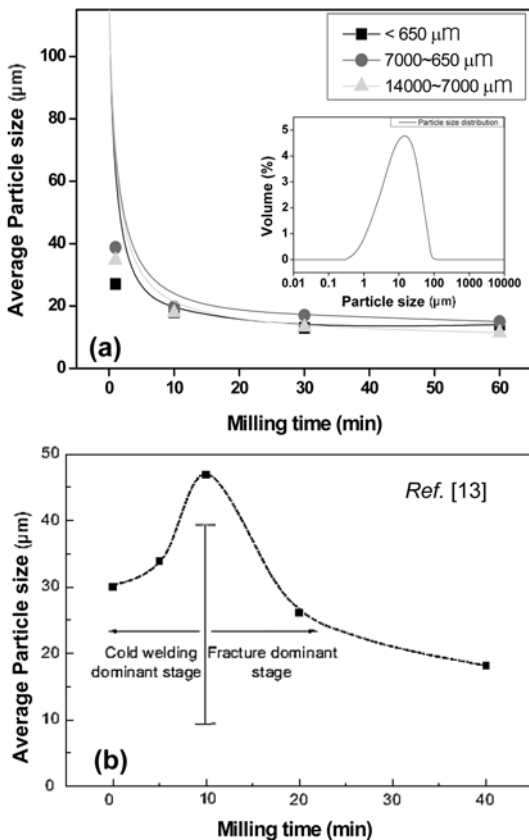 < 650 μm
7000~650 μm
14000~7000 μm
Average Particle size (μm)
100
80
60
40
20
0
Particle size distribution
Volume (%)
5
4
3
2
1
0
0.01 0.1 1 10 100 1000 10000
Particle size (μm)
(a)
0 10 20 30 40 50 60
Milling time (min)
Ref. [13]
Average Particle size (μm)
50
40
30
20
10
0
Cold welding
dominant stage
Fracture dominant
stage
(b)
0 10 20 30 40
Milling time (min)